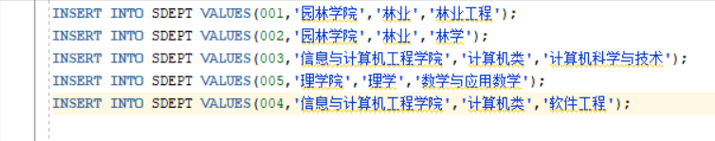 INSERT INTO SDEPT VALUES(001,'园林学院','林业','林业工程');
INSERT INTO SDEPT VALUES(002,'园林学院','林业','林学');
INSERT INTO SDEPT VALUES(003,'信息与计算机工程学院','计算机类','计算机科学与技术');
INSERT INTO SDEPT VALUES(005,'理学院','理学','数学与应用数学');
INSERT INTO SDEPT VALUES(004,'信息与计算机工程学院','计算机类','软件工程');